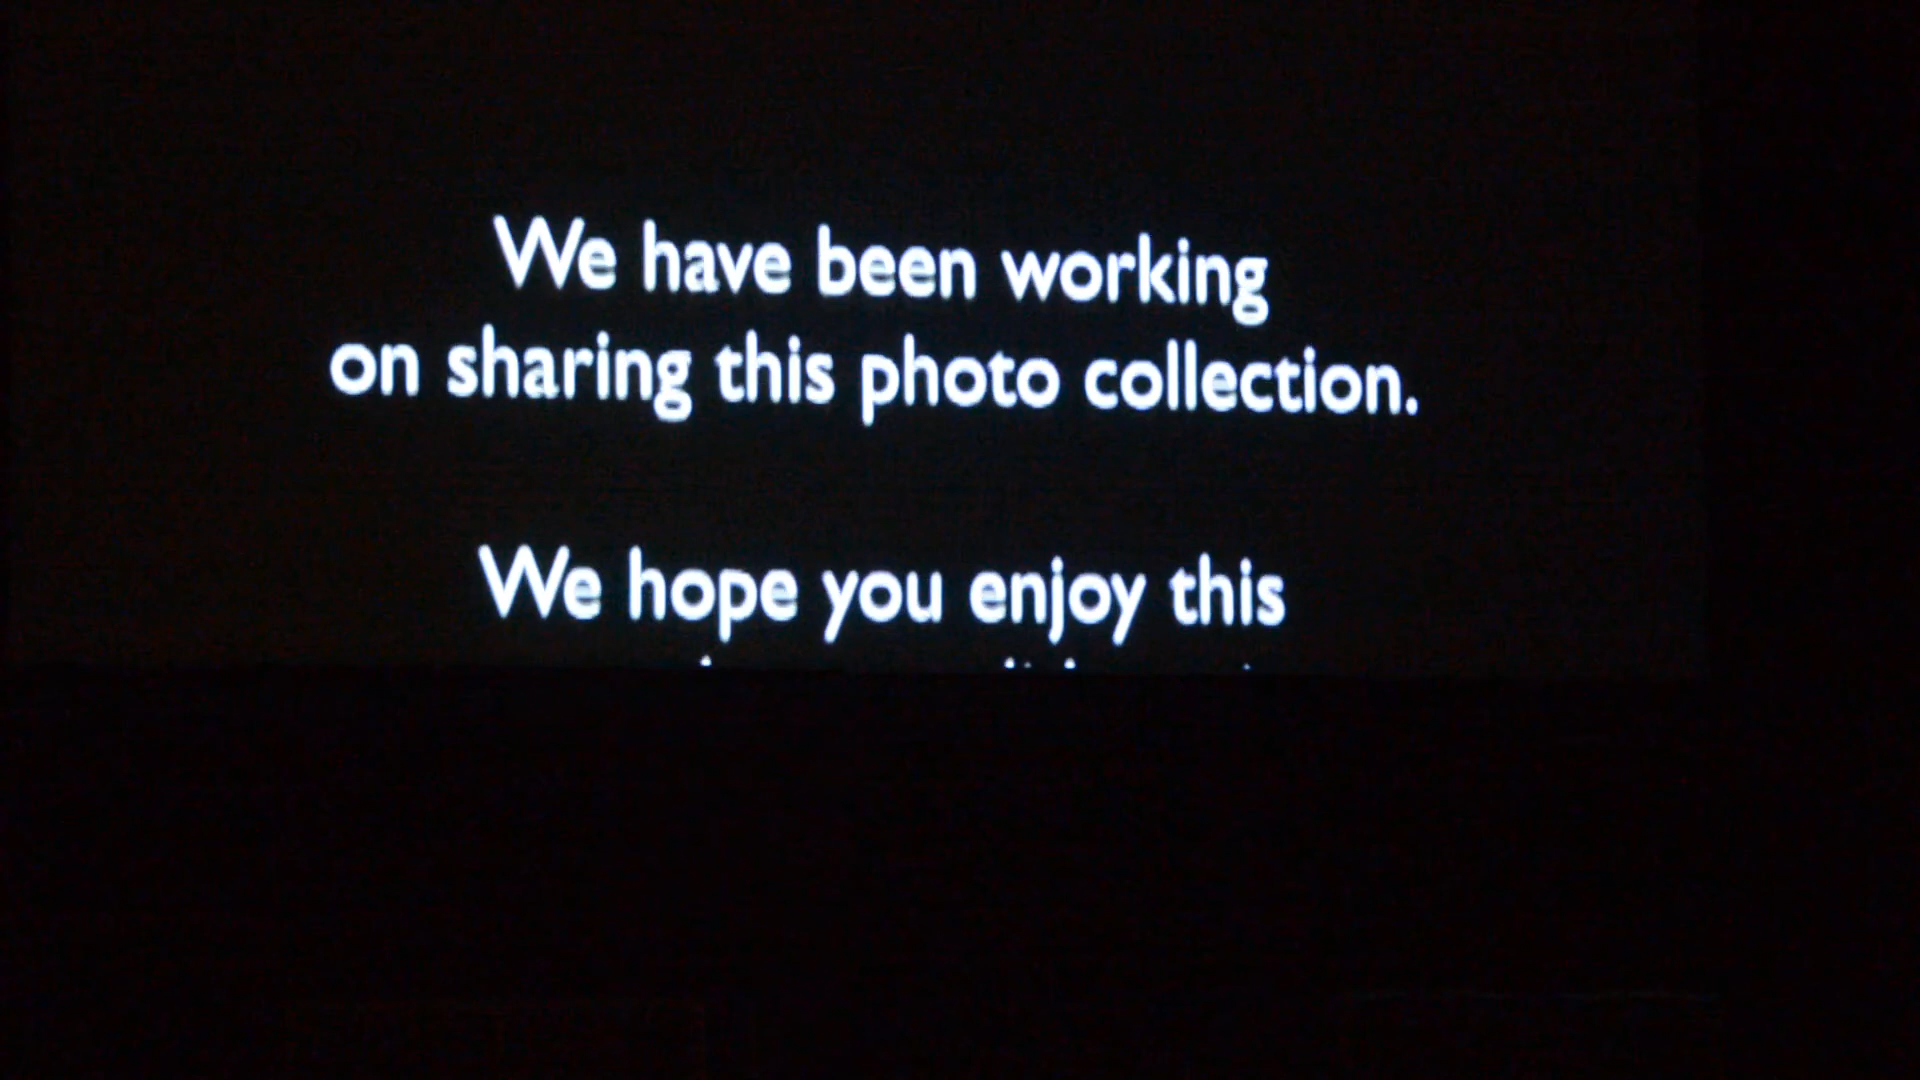 We have been working
on sharing this photo collection.
We hope you enjoy this